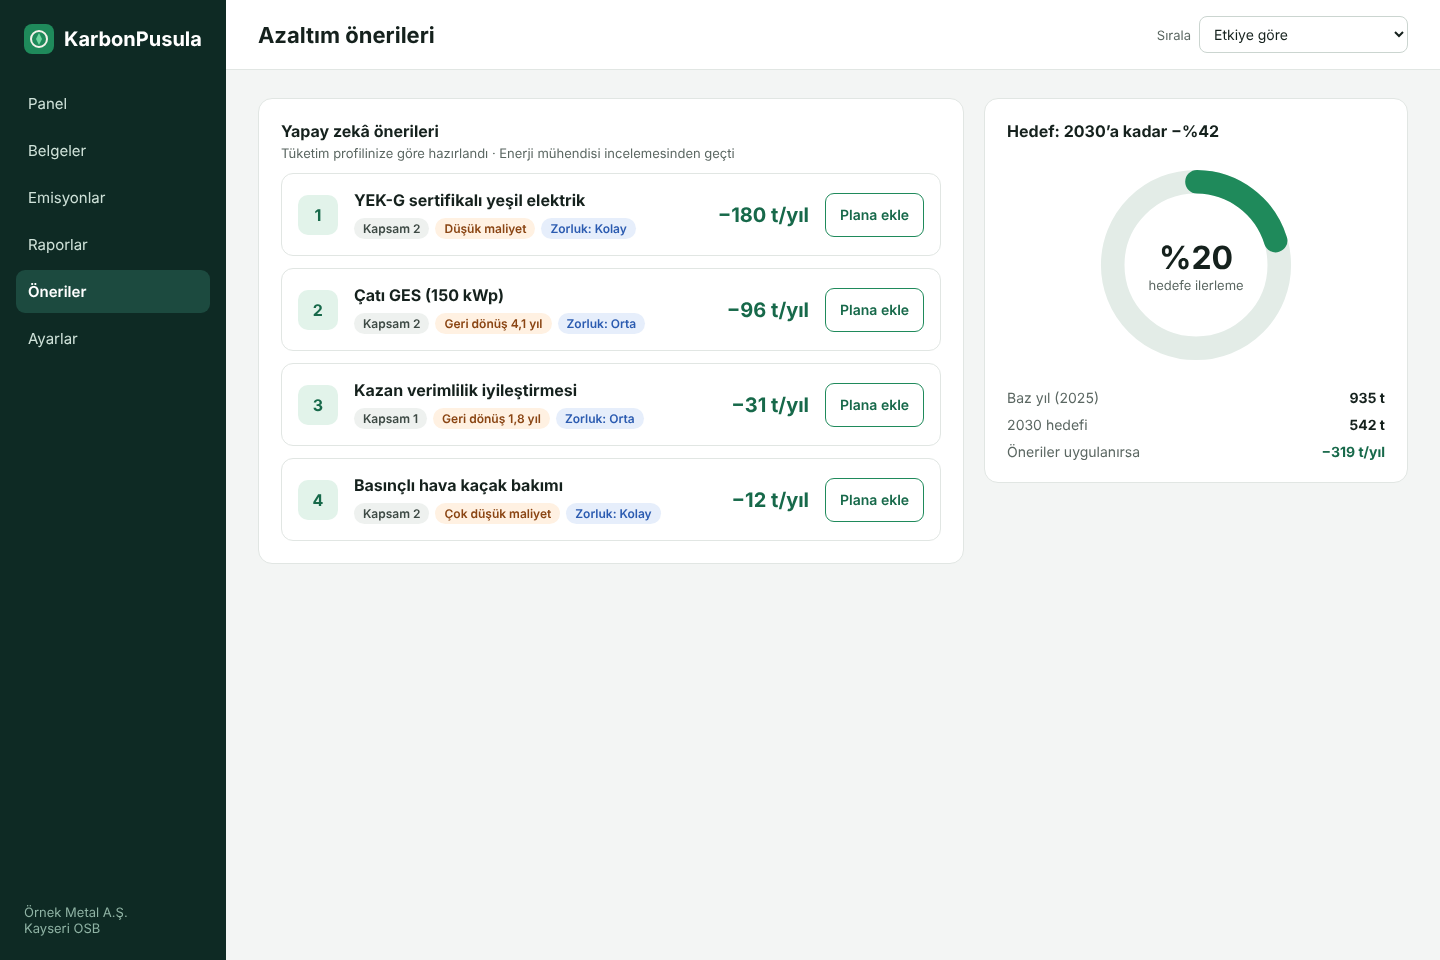 KarbonPusula
Panel
Belgeler
Emisyonlar
Raporlar
Öneriler
Ayarlar
Örnek Metal A.Ş.
Kayseri OSB
Azaltım önerileri
Sırala
Etkiye göre
Yapay zekâ önerileri
Tüketim profilinize göre hazırlandı · Enerji mühendisi incelemesinden geçti
1
YEK-G sertifikalı yeşil elektrik
Kapsam 2 Düşük maliyet Zorluk: Kolay
−180 t/yıl
Plana ekle
2
Çatı GES (150 kWp)
Kapsam 2 Geri dönüş 4,1 yıl Zorluk: Orta
−96 t/yıl
Plana ekle
3
Kazan verimlilik iyileştirmesi
Kapsam 1 Geri dönüş 1,8 yıl Zorluk: Orta
−31 t/yıl
Plana ekle
4
Basınçlı hava kaçak bakımı
Kapsam 2 Çok düşük maliyet Zorluk: Kolay
−12 t/yıl
Plana ekle
Hedef: 2030’a kadar −%42
%20
hedefe ilerleme
Baz yıl (2025) 935 t
2030 hedefi 542 t
Öneriler uygulanırsa −319 t/yıl